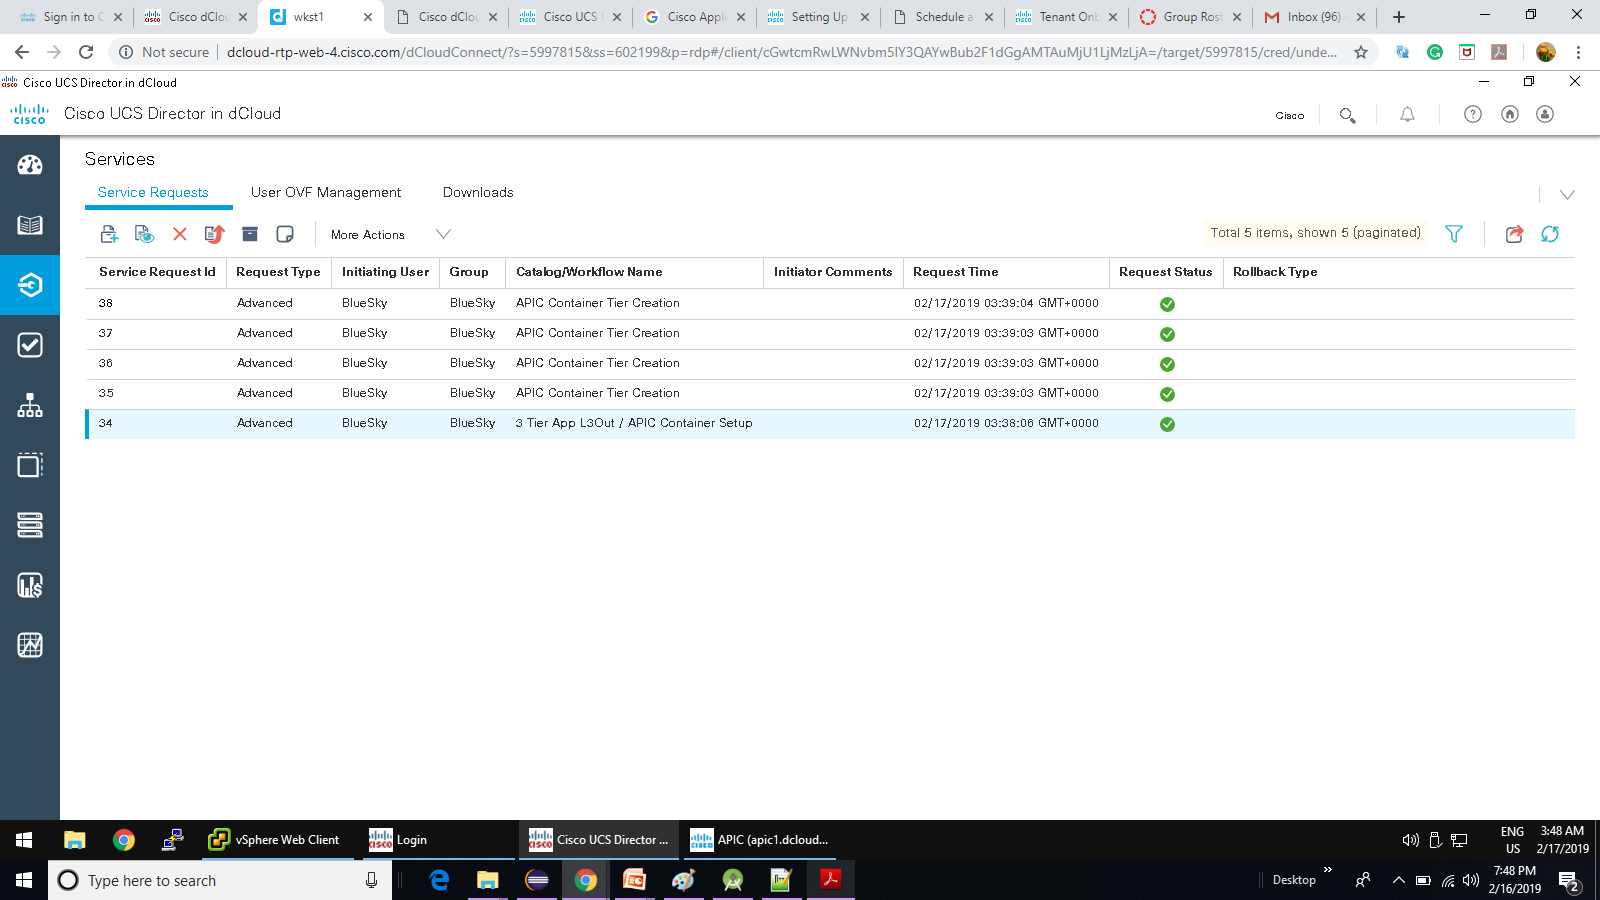 Sign in to C
Cisco dClou
wkst1
Cisco dClou
Cisco UCS
Cisco Appli
Setting Up
Schedule a
Tenant Onb
Group Rost
Inbox (96) -
Not secure | dcloud-rtp-web-4.cisco.com/dCloudConnect/?s=5997815&ss=602199&p=rdp#/client/cGwtcmRwLWNvbm5lY3QAYwBub2F1dGgAMTAuMjU1LjMzLjA=/target/5997815/cred/unde...
Cisco UCS Director in dCloud
Cisco UCS Director in dCloud
Cisco
Services
Service Requests
User OVF Management
Downloads
More Actions
Total 5 items, shown 5 (paginated)
Service Request Id Request Type Initiating User Group Catalog/Workflow Name Initiator Comments Request Time Request Status Rollback Type
38 Advanced BlueSky BlueSky APIC Container Tier Creation 02/17/2019 03:39:04 GMT+0000
37 Advanced BlueSky BlueSky APIC Container Tier Creation 02/17/2019 03:39:03 GMT+0000
36 Advanced BlueSky BlueSky APIC Container Tier Creation 02/17/2019 03:39:03 GMT+0000
35 Advanced BlueSky BlueSky APIC Container Tier Creation 02/17/2019 03:39:03 GMT+0000
34 Advanced BlueSky BlueSky 3 Tier App L3Out / APIC Container Setup 02/17/2019 03:38:06 GMT+0000
vSphere Web Client
Login
Cisco UCS Director ...
APIC (apic1.dcloud...
ENG 3:48 AM
US 2/17/2019
Type here to search
Desktop
7:48 PM
2/16/2019
2